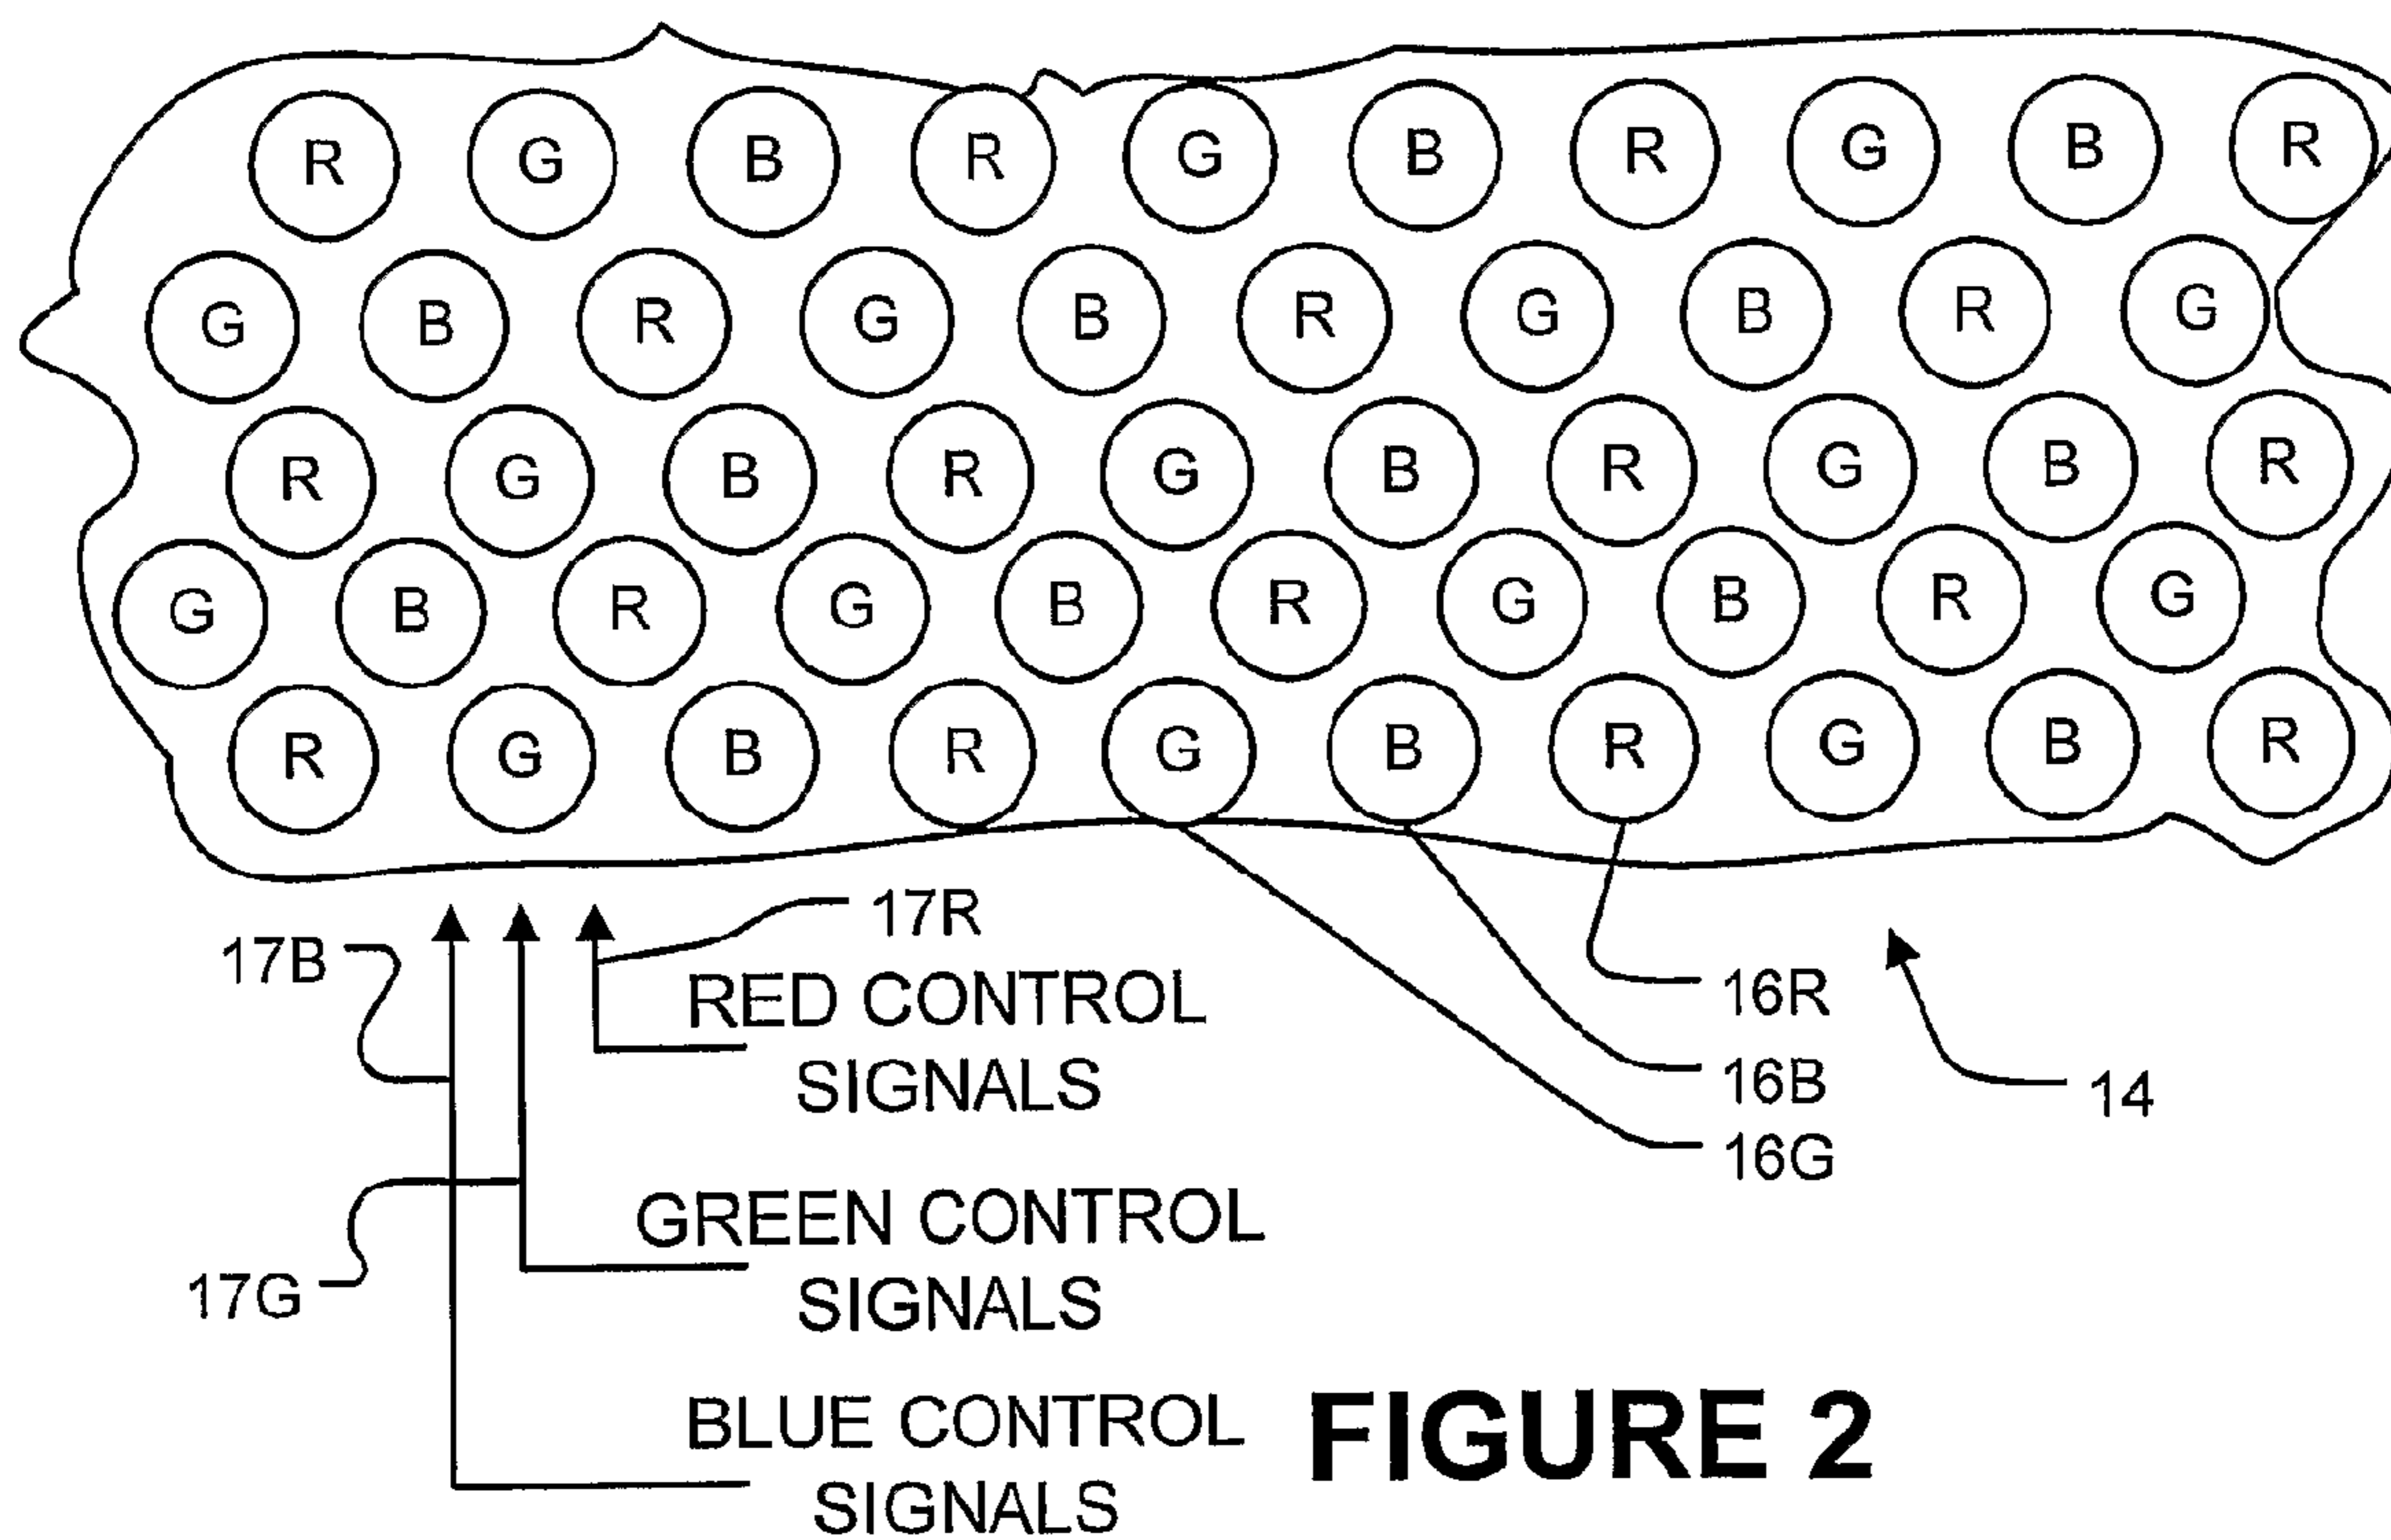 R G B R G B R G B R
G B R G B R G B R G
R G B R G B R G B R
G B R G B R G B R G
R G B R G B R G B R
17R
17B
RED CONTROL
SIGNALS
16R
16B
14
16G
GREEN CONTROL
SIGNALS
17G
BLUE CONTROL
SIGNALS
FIGURE 2